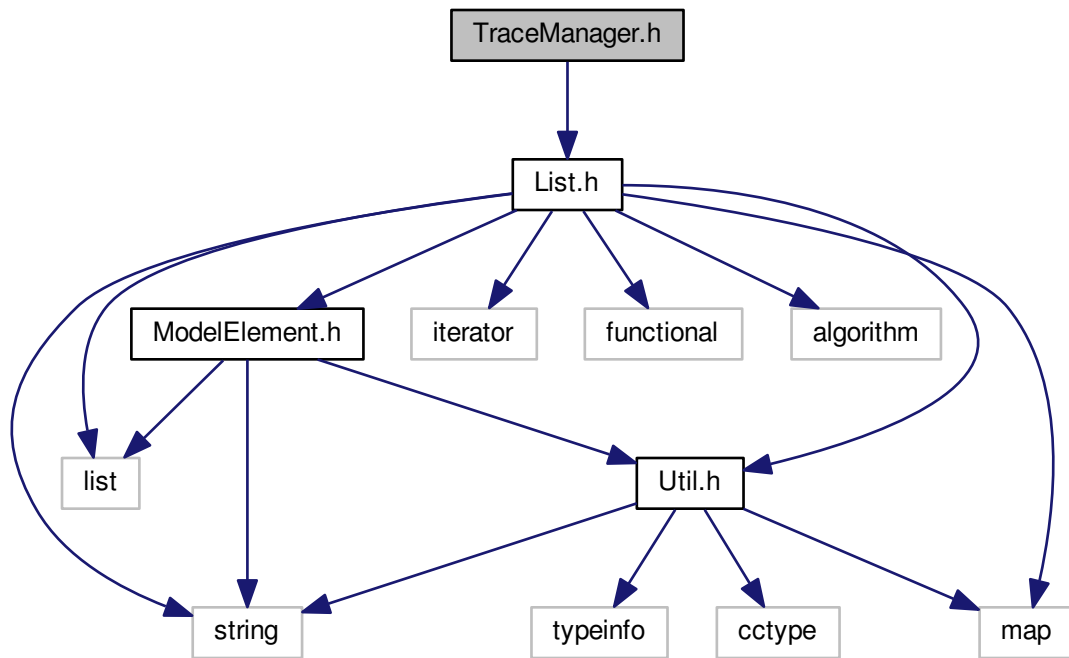 TraceManager.h
List.h
ModelElement.h
iterator
functional
algorithm
list
Util.h
string
typeinfo
cctype
map